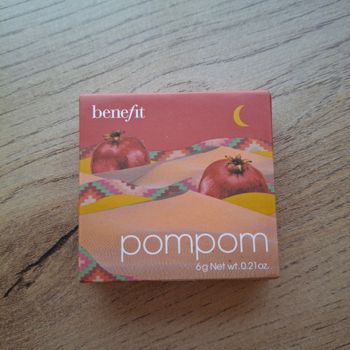 benefit
pompom
6g Net wt. 0.21oz.